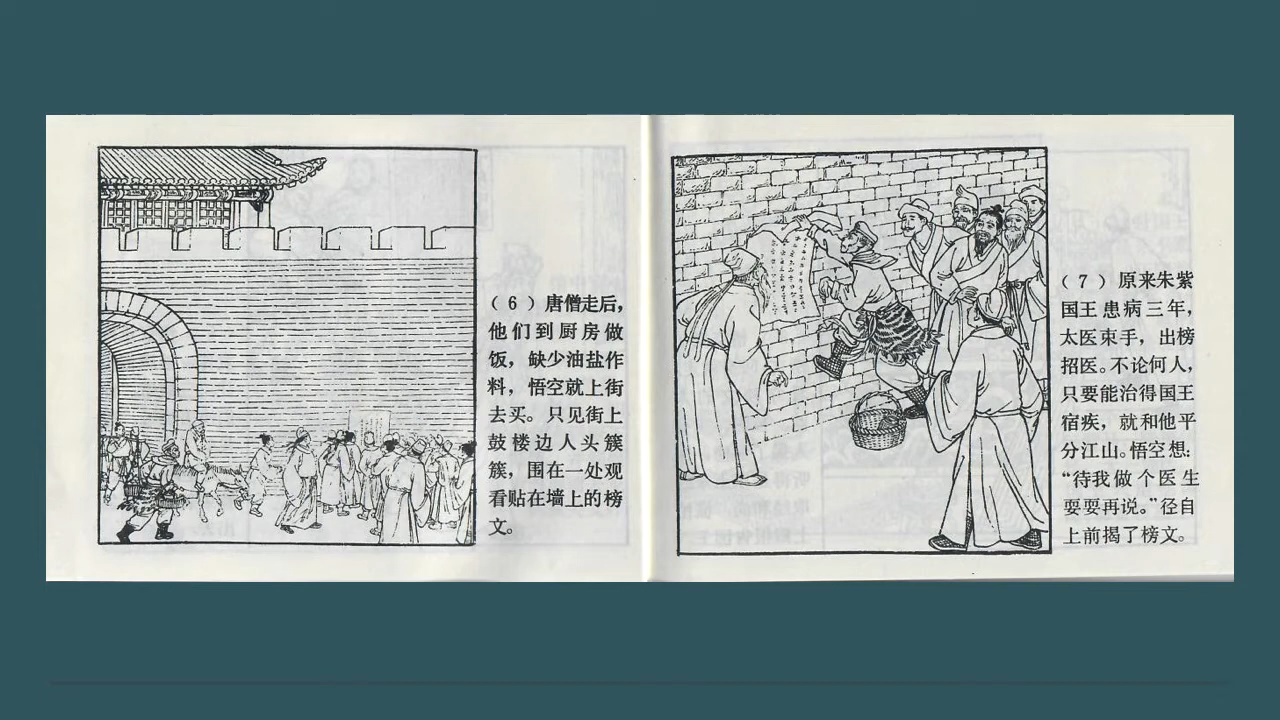 （6）唐僧走后，
他们到厨房做
饭，缺少油盐作
料，悟空就上街
去买。只见街上
鼓楼边人头簇
簇，围在一处观
看贴在墙上的榜
文。
（7）原来朱紫
国王患病三年，
太医束手，出榜
招医。不论何人，
只要能治得国王
宿疾，就和他平
分江山。悟空想：
“待我做个医生
耍耍再说。”径自
上前揭了榜文。